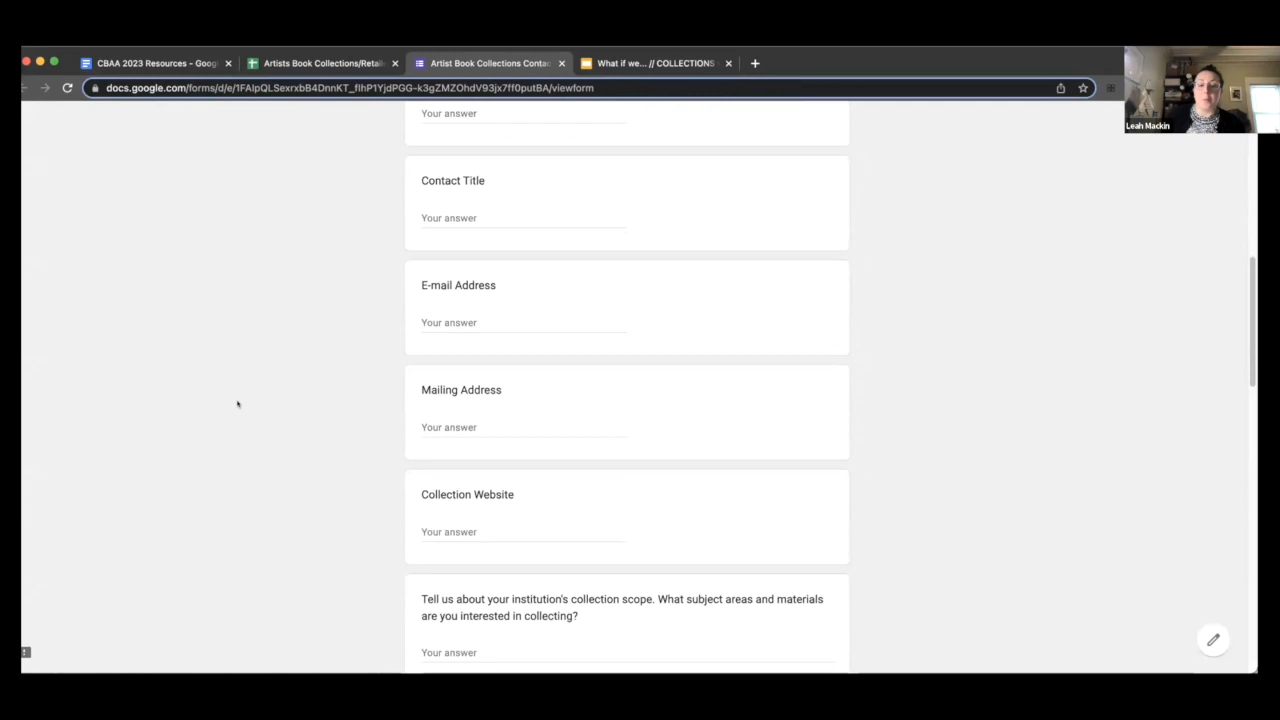 CBAA 2023 Resources - Goog
Artists Book Collections/Retail
Artist Book Collections Contac
What if we... // COLLECTIONS
docs.google.com/forms/d/e/1FAIpQLSexrxbB4DnnKT_flhP1YjdPGG-k3gZMZOhdV93jx7ff0putBA/viewform
Leah Mackin
Your answer
Contact Title
Your answer
E-mail Address
Your answer
Mailing Address
Your answer
Collection Website
Your answer
Tell us about your institution's collection scope. What subject areas and materials
are you interested in collecting?
Your answer